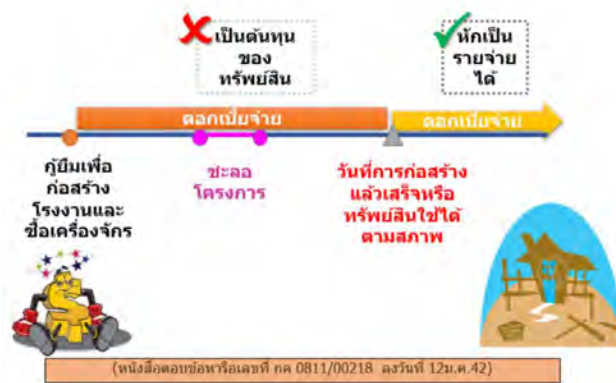 เป็นต้นทุน
ของ
ทรัพย์สิน
หักเป็น
รายจ่าย
ได้
ดอกเบี้ยจ่าย
ดอกเบี้ยจ่าย
กู้ยืมเพื่อ
ก่อสร้าง
โรงงานและ
ซื้อเครื่องจักร
ชะลอ
โครงการ
วันที่การก่อสร้าง
แล้วเสร็จหรือ
ทรัพย์สินใช้ได้
ตามสภาพ
(หนังสือตอบข้อหารือเลขที่ กค 0811/00218 ลงวันที่ 12ม.ค.42)